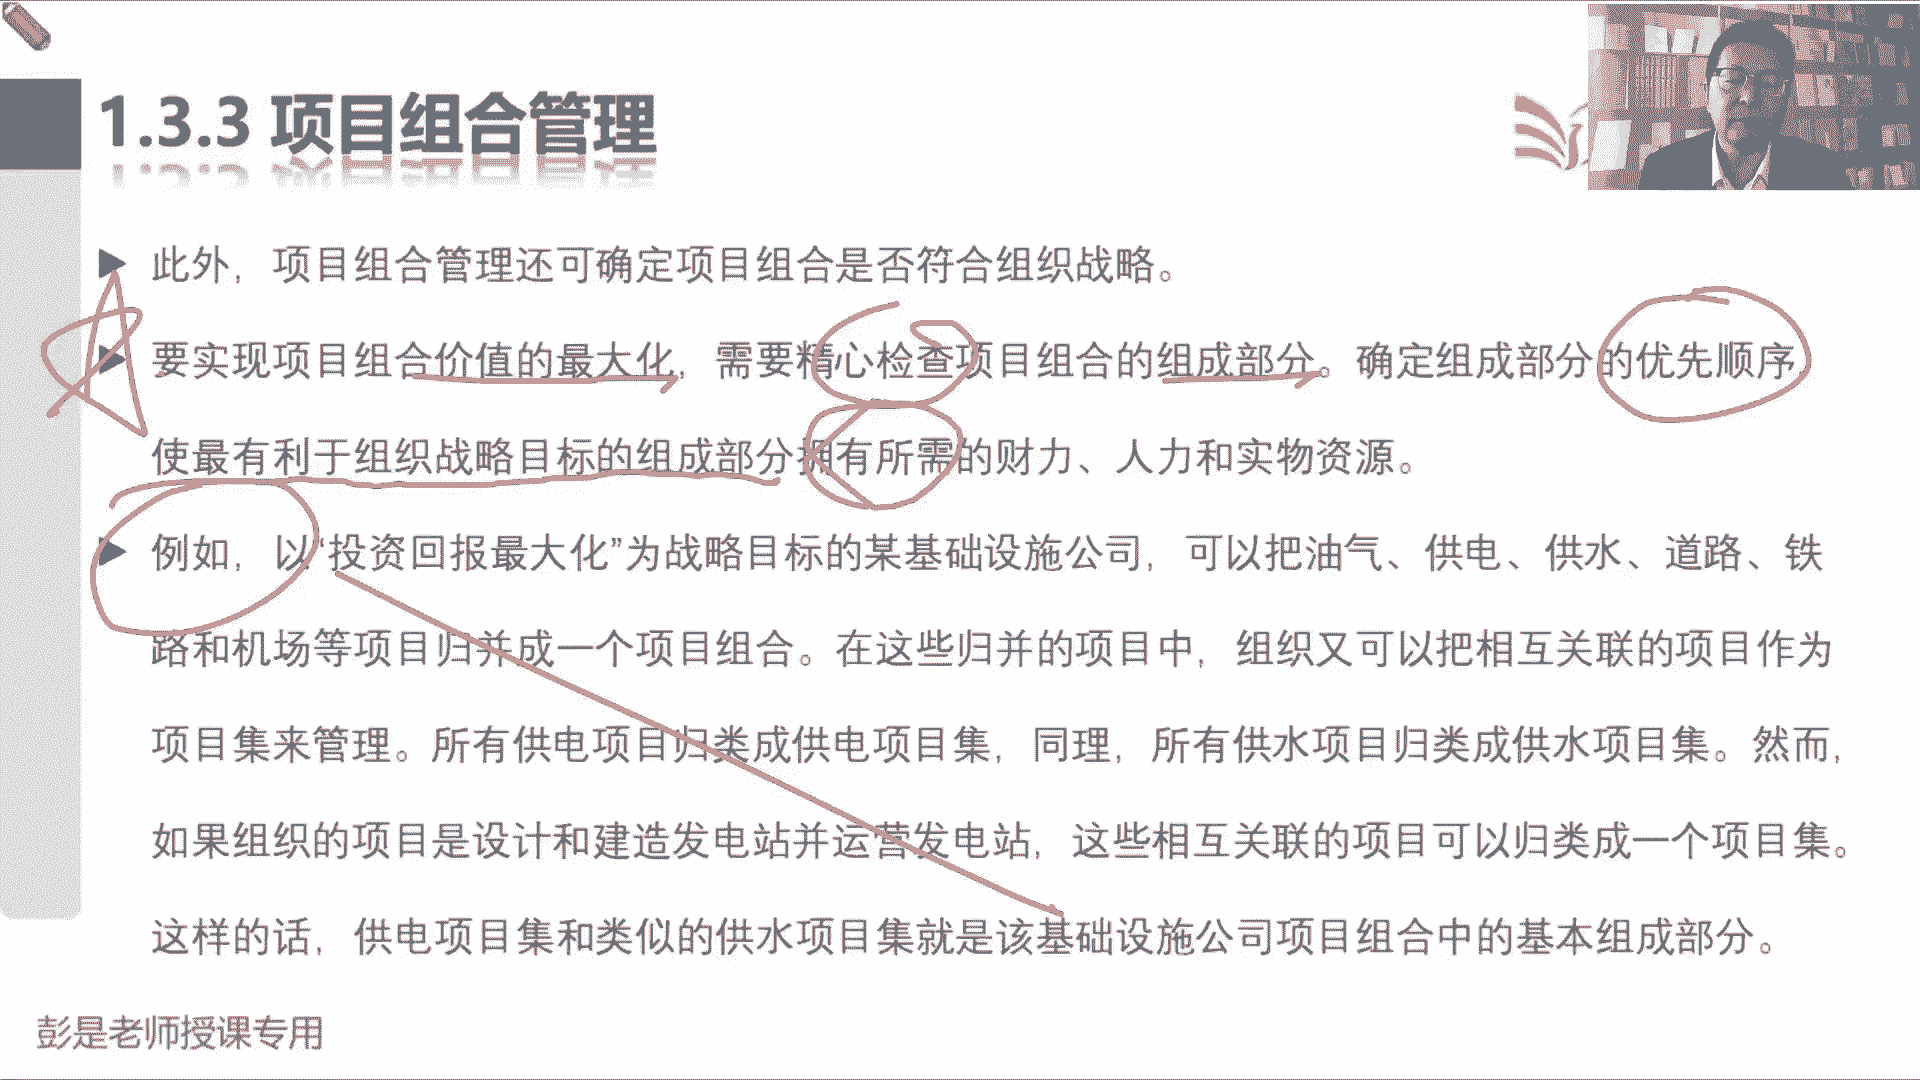 1.3.3 项目组合管理
此外，项目组合管理还可确定项目组合是否符合组织战略。
要实现项目组合价值的最大化，需要精心检查项目组合的组成部分。确定组成部分的优先顺序
使最有利于组织战略目标的组成部分拥有所需的财力、人力和实物资源。
例如，以“投资回报最大化”为战略目标的某基础设施公司，可以把油气、供电、供水、道路、铁
路和机场等项目归并成一个项目组合。在这些归并的项目中，组织又可以把相互关联的项目作为
项目集来管理。所有供电项目归类成供电项目集，同理，所有供水项目归类成供水项目集。然而，
如果组织的项目是设计和建造发电站并运营发电站，这些相互关联的项目可以归类成一个项目集。
这样的话，供电项目集和类似的供水项目集就是该基础设施公司项目组合中的基本组成部分。
彭是老师授课专用